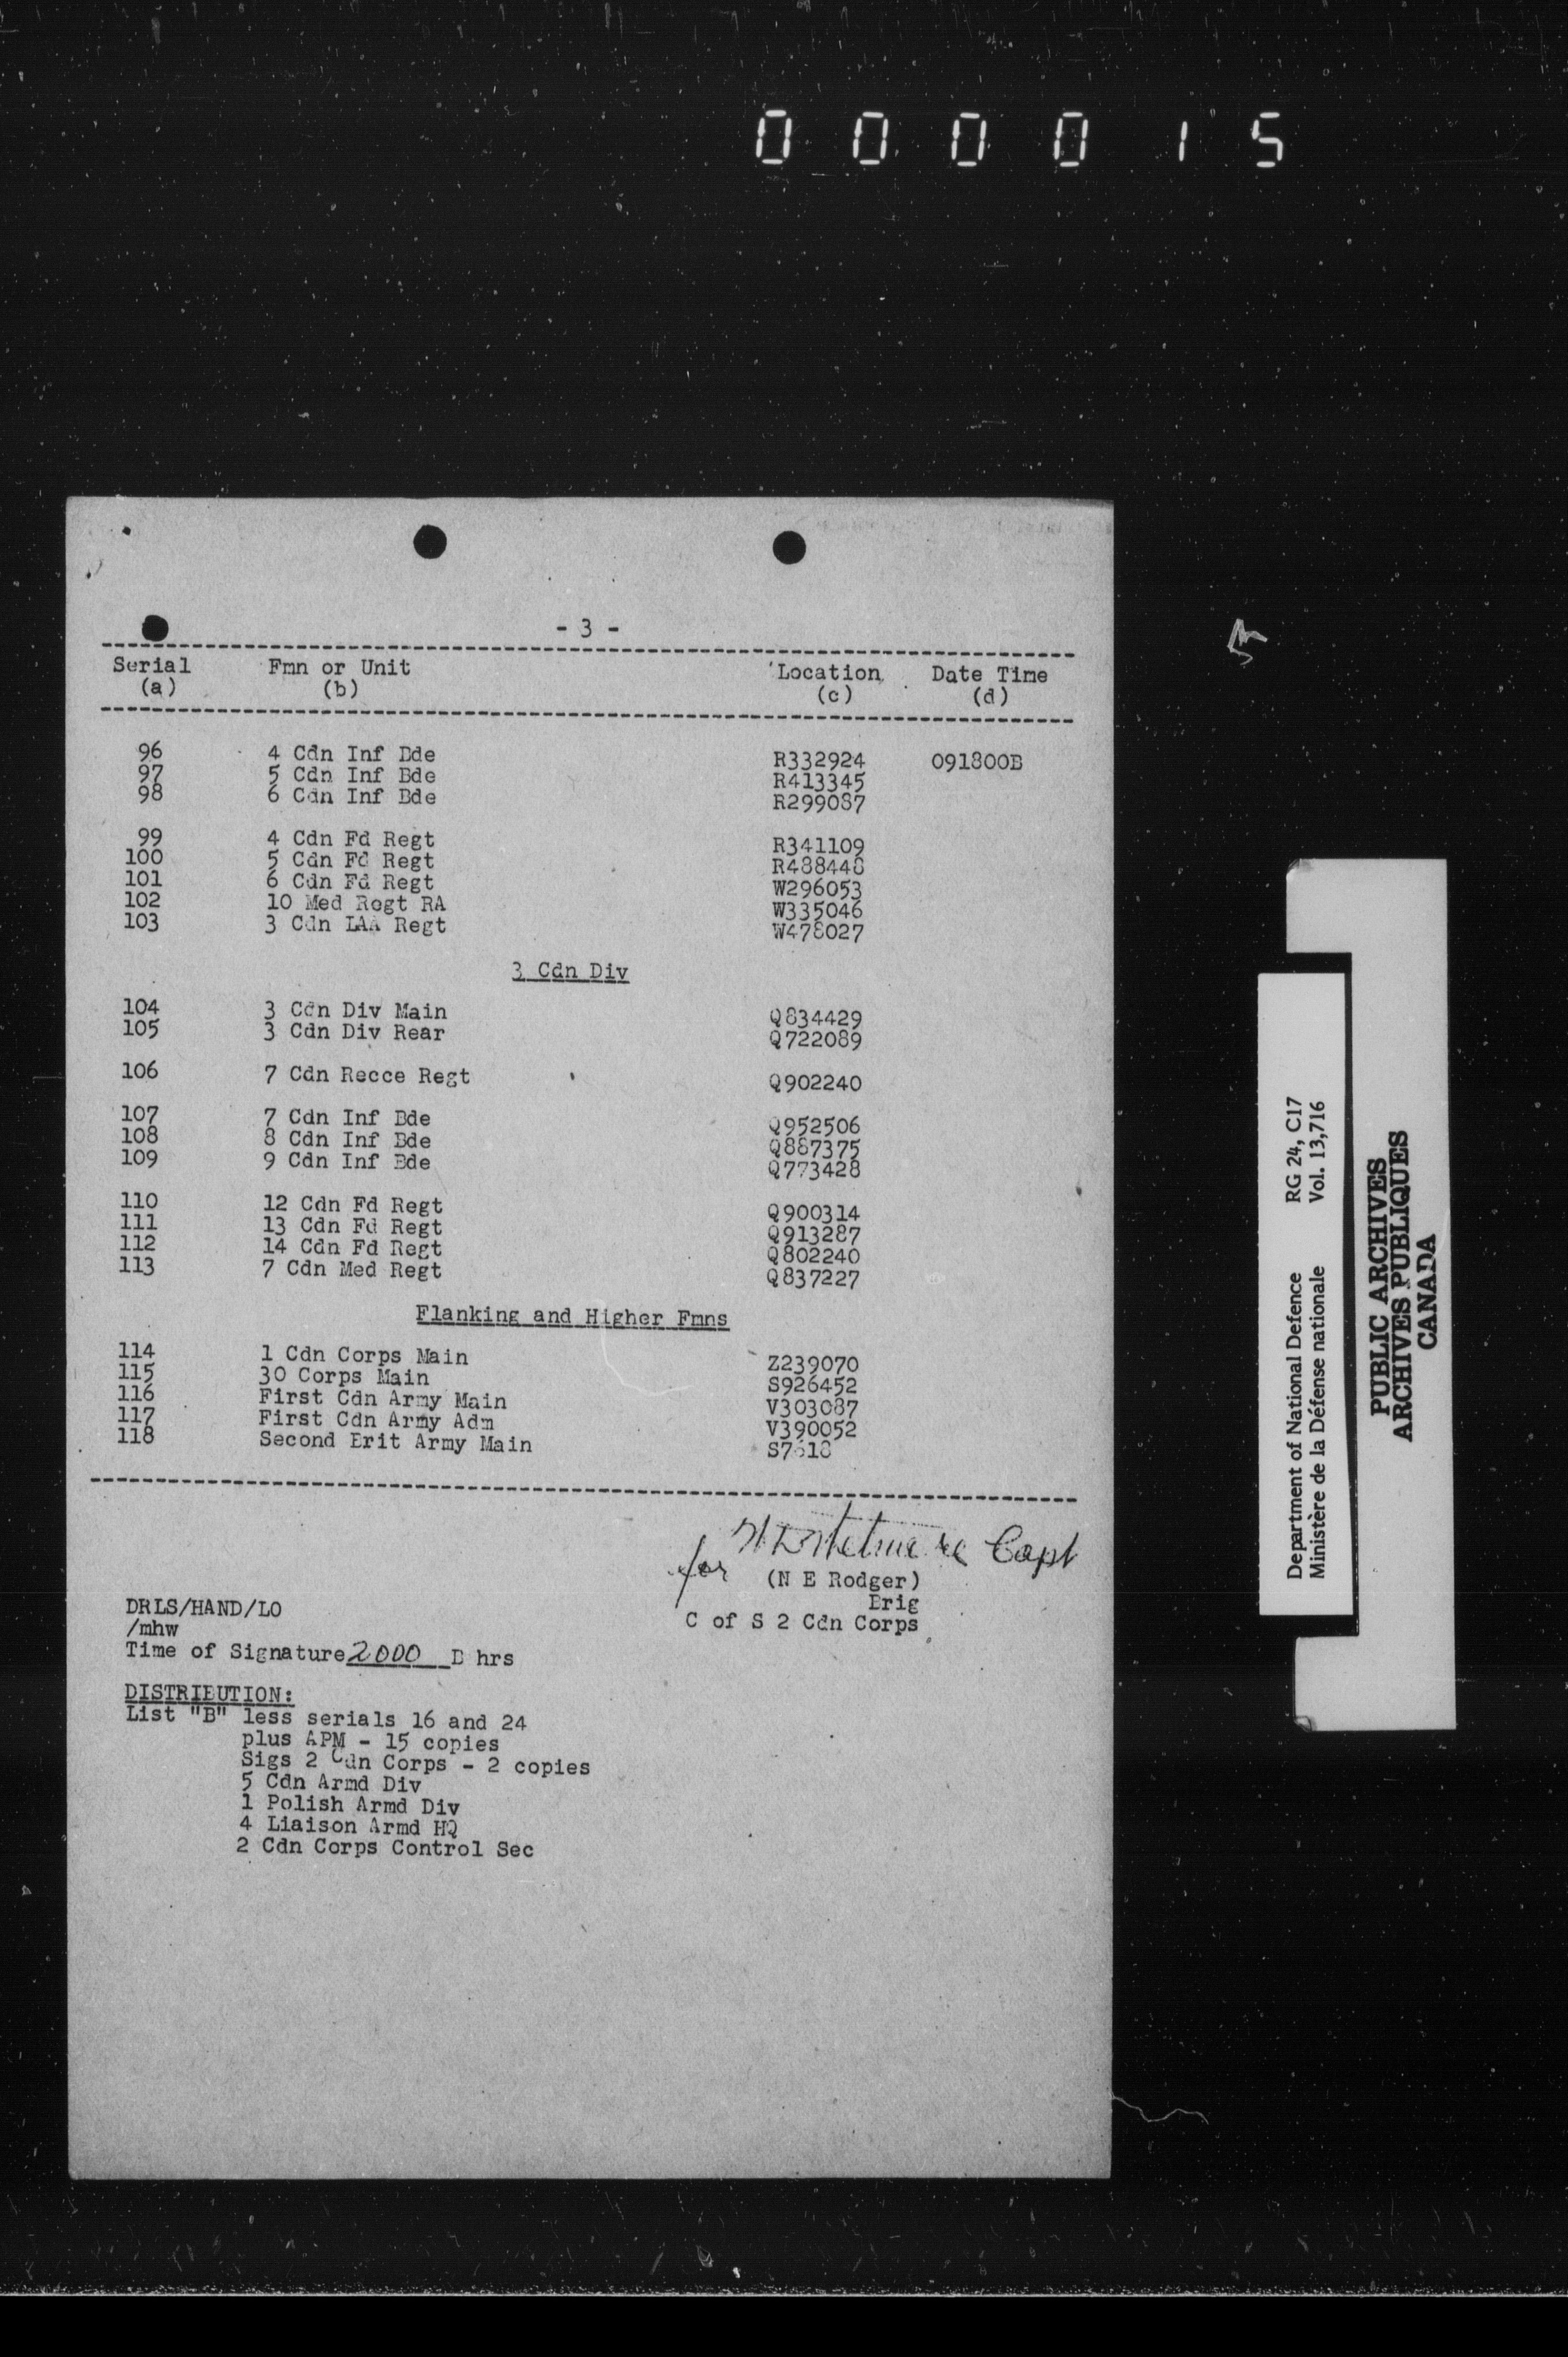 0 0 0 0 1 5
- 3 -
Serial Fmn or Unit Location Date Time
(a) (b) (c) (d)
96 4 Cdn Inf Bde R332924 091800B
97 5 Cdn Inf Bde R413345
98 6 Cdn Inf Bde R299087
99 4 Cdn Fd Regt R341109
100 5 Cdn Fd Regt R488448
101 6 Cdn Fd Regt W296053
102 10 Med Regt RA W335046
103 3 Cdn LAA Regt W478027
3 Cdn Div
104 3 Cdn Div Main Q834429
105 3 Cdn Div Rear Q722089
106 7 Cdn Recce Regt Q902240
107 7 Cdn Inf Bde Q952506
108 8 Cdn Inf Bde Q887375
109 9 Cdn Inf Bde Q773428
110 12 Cdn Fd Regt Q900314
111 13 Cdn Fd Regt Q913287
112 14 Cdn Fd Regt Q802240
113 7 Cdn Med Regt Q837227
Flanking and Higher Fmns
114 1 Cdn Corps Main Z239070
115 30 Corps Main S926452
116 First Cdn Army Main V303087
117 First Cdn Army Adm V390052
118 Second Brit Army Main
for Capt
(N E Rodger)
Brig
C of S 2 Cdn Corps
DRLS/HAND/LO
/mhw
Time of Signature 2000 B hrs
DISTRIBUTION:
List "B" less serials 16 and 24
plus APM - 15 copies
Sigs 2 Cdn Corps - 2 copies
5 Cdn Armd Div
1 Polish Armd Div
4 Liaison Armd HQ
2 Cdn Corps Control Sec
Department of National Defence RG 24, C17
Ministère de la Défense nationale Vol. 13,716
PUBLIC ARCHIVES
ARCHIVES PUBLIQUES
CANADA